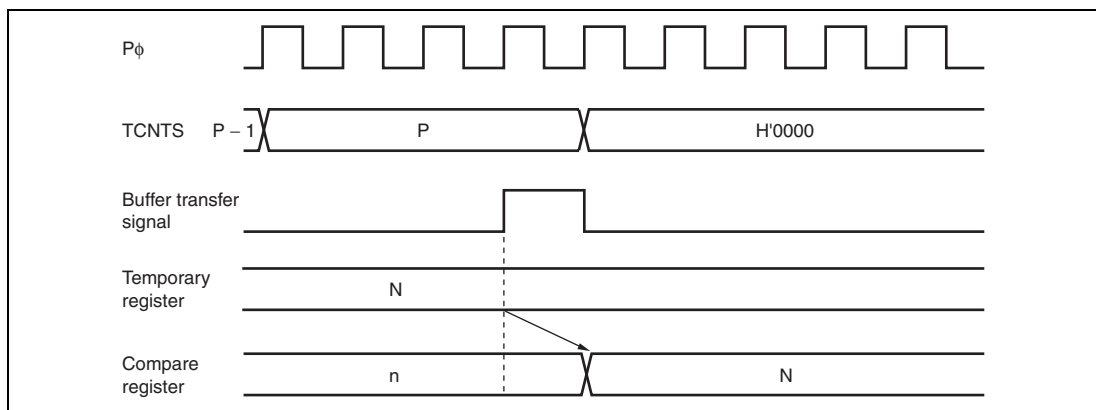 Pϕ
TCNTS P – 1 P H'0000
Buffer transfer
signal
Temporary
register
N
Compare
register
n N